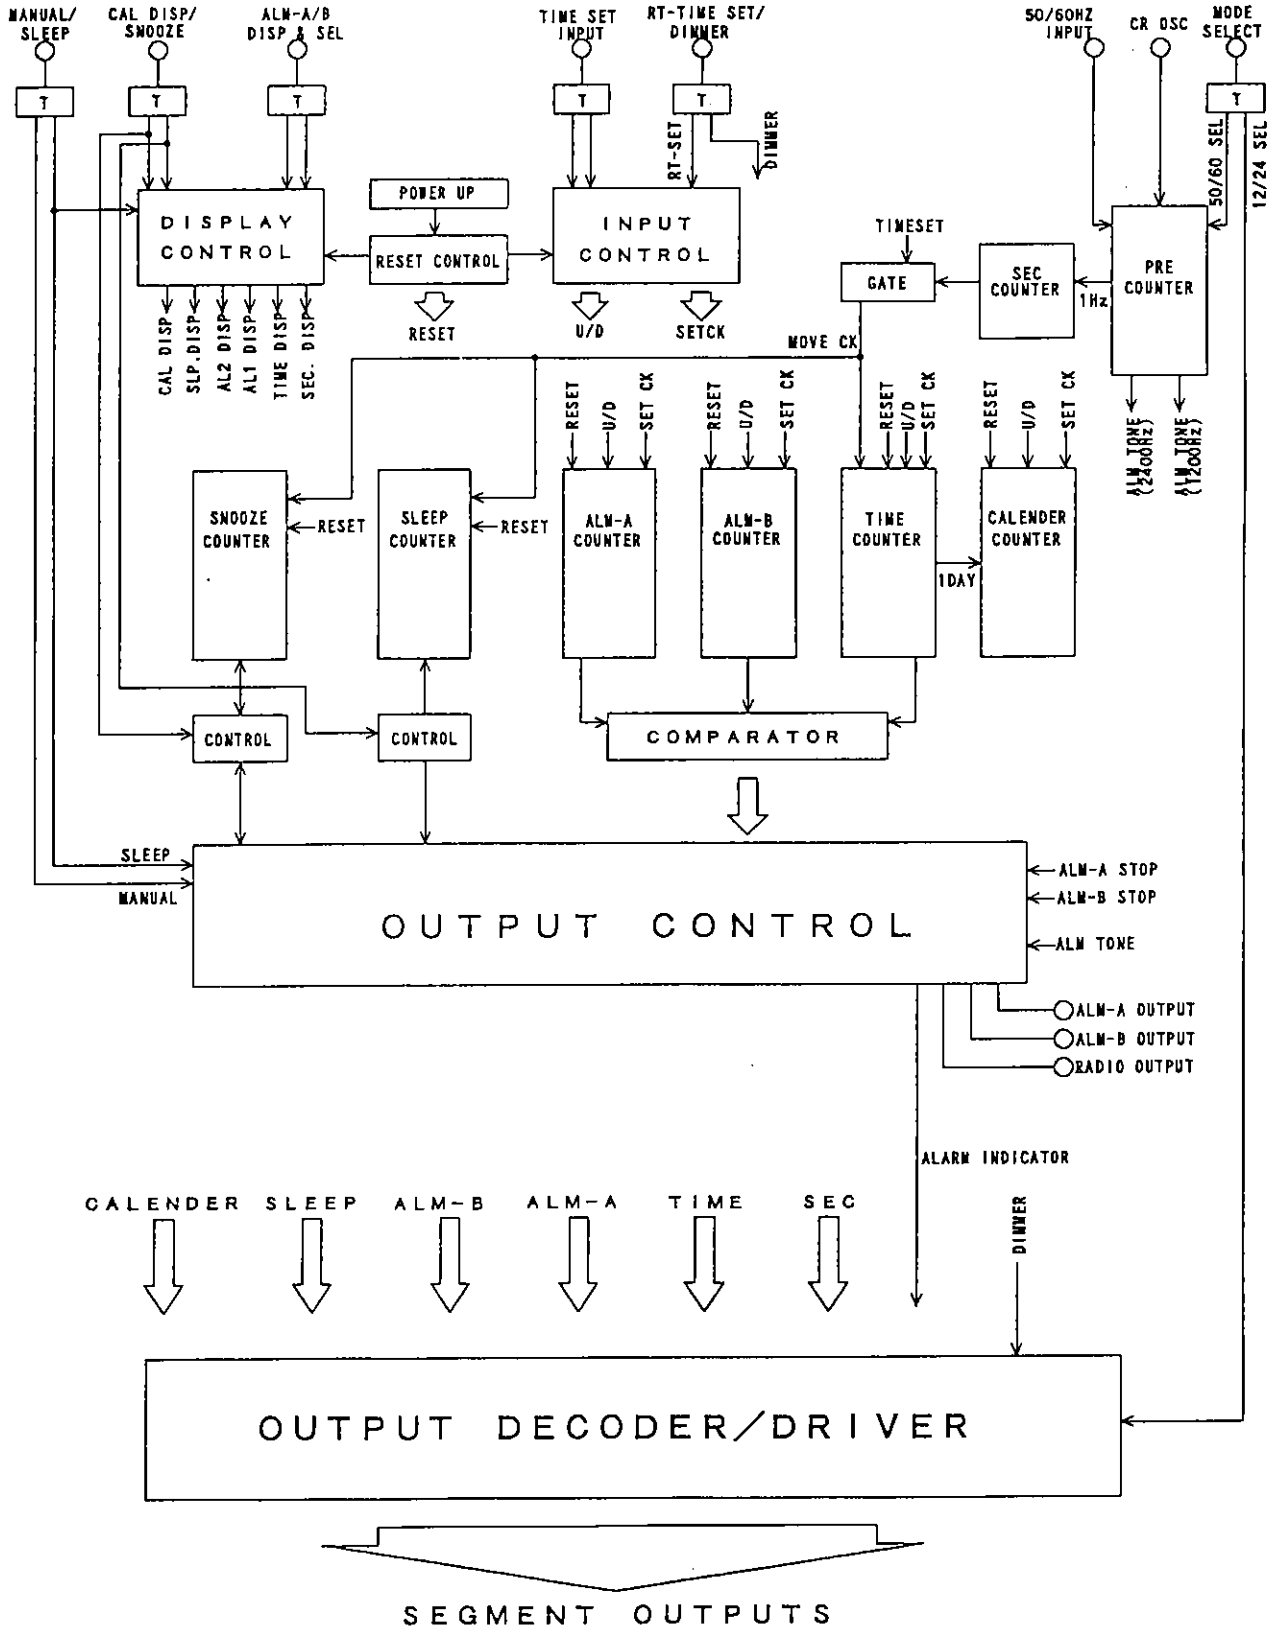 MANUAL/
SLEEP
CAL DISP/
SNOOZE
ALM-A/B
DISP & SEL
TIME SET
INPUT
RT-TIME SET/
DIMMER
50/60HZ
INPUT
CR OSC
MODE
SELECT
T
T
T
T
T
T
RT-SET
DIMMER
50/60 SEL
12/24 SEL
DISPLAY
CONTROL
POWER UP
RESET CONTROL
INPUT
CONTROL
TIMESET
GATE
SEC
COUNTER
1Hz
PRE
COUNTER
RESET
U/D
SETCK
MOVE CK
CAL DISP
SLP.DISP
AL2 DISP
AL1 DISP
TIME DISP
SEC. DISP
RESET
U/D
SET CK
RESET
U/D
SET CK
RESET
U/D
SET CK
RESET
U/D
SET CK
ALM TONE
(2400Hz)
ALM TONE
(1200Hz)
SNOOZE
COUNTER
RESET
SLEEP
COUNTER
RESET
ALM-A
COUNTER
ALM-B
COUNTER
TIME
COUNTER
1DAY
CALENDER
COUNTER
CONTROL
CONTROL
COMPARATOR
SLEEP
MANUAL
OUTPUT CONTROL
ALM-A STOP
ALM-B STOP
ALM TONE
ALM-A OUTPUT
ALM-B OUTPUT
RADIO OUTPUT
ALARM INDICATOR
CALENDER
SLEEP
ALM-B
ALM-A
TIME
SEC
DIMMER
OUTPUT DECODER/DRIVER
SEGMENT OUTPUTS